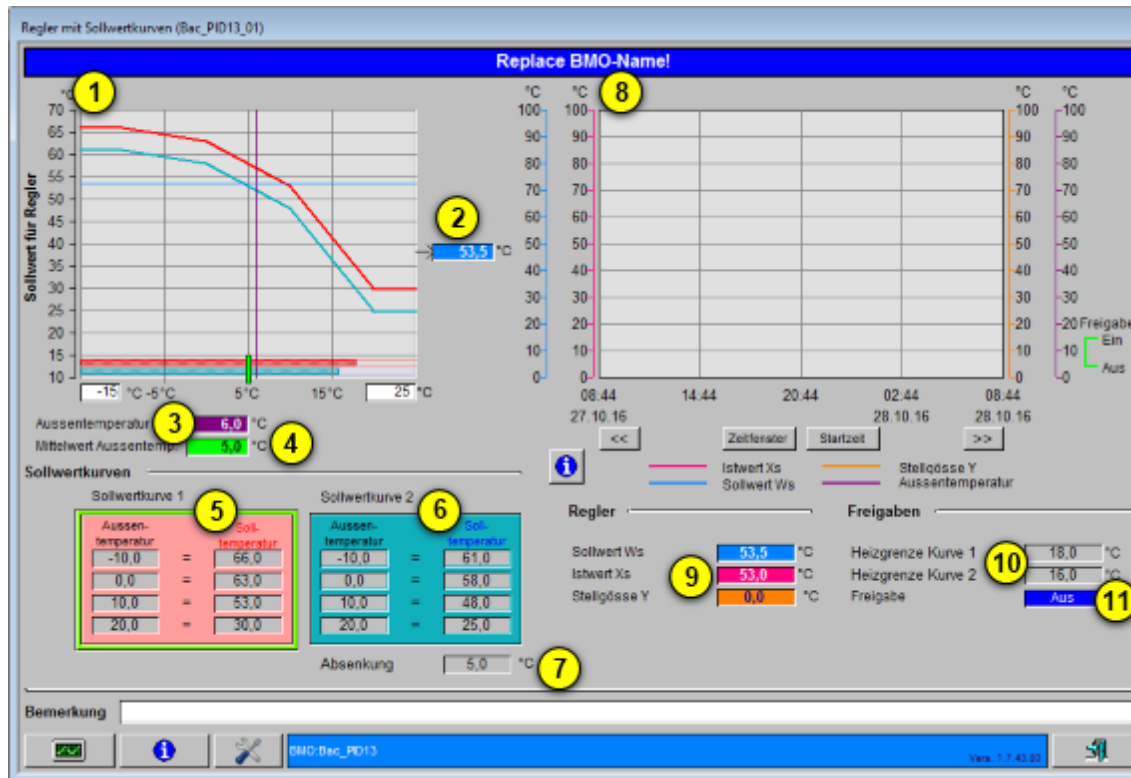 Regler mit Sollwertkurven (Bac_PID13_01)
Replace BMO-Name!
1
8
2
°C
70
65
60
55
50
45
40
35
30
25
20
15
10
Sollwert für Regler
-15 °C -5°C 5°C 15°C 25 °C
53,5 °C
°C °C °C °C
100 100 100 100
90 90 90 90
80 80 80 80
70 70 70 70
60 60 60 60
50 50 50 50
40 40 40 40
30 30 30 30
20 20 20 20
10 10 10 10
0 0 0 0
Freigabe
Ein
Aus
08:44 14:44 20:44 02:44 08:44
27.10.16 28.10.16 28.10.16
<< Zeitfenster Startzeit >>
Aussentemperatur 3 6,0 °C
Mittelwert Aussentemp. 5,0 °C 4
Istwert Xs Stellgösse Y
Sollwert Ws Aussentemperatur
Sollwertkurven
Sollwertkurve 1 5
Aussen-temperatur Soll-temperatur
-10,0 = 66,0
0,0 = 63,0
10,0 = 53,0
20,0 = 30,0
Sollwertkurve 2 6
Aussen-temperatur Soll-temperatur
-10,0 = 61,0
0,0 = 58,0
10,0 = 48,0
20,0 = 25,0
Absenkung 5,0 °C 7
Regler
Sollwert Ws 53,5 °C
Istwert Xs 53,0 °C
Stellgösse Y 0,0 °C
9
Freigaben
Heizgrenze Kurve 1 18,0 °C
Heizgrenze Kurve 2 16,0 °C
10
Freigabe Aus 11
Bemerkung
BMO:Bac_PID13
Vers. 1.7.43.00